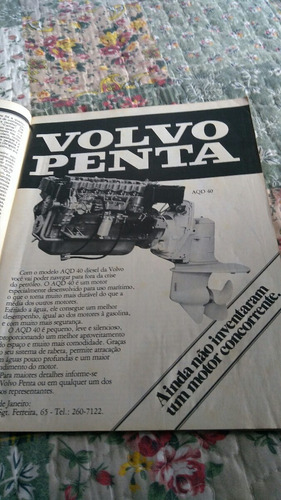 VOLVO
PENTA
AQD 40
Com o modelo AQD 40 diesel da Volvo
você vai poder navegar para fora da crise
do petróleo. O AQD 40 é um motor
especialmente desenvolvido para uso marítimo,
o que o torna muito mais durável do que a
média dos outros motores.
Esfriado a água, ele consegue um melhor
desempenho, igual ao dos motores à gasolina,
e com muito mais segurança.
O AQD 40 é pequeno, leve e silencioso,
proporcionando um melhor aproveitamento
do espaço e muito mais comodidade. Graças
ao seu sistema de rabeta, permite atracação
em águas pouco profundas e um maior
rendimento do motor.
Para maiores detalhes informe-se
Volvo Penta ou em qualquer um dos
seus representantes.
de Janeiro:
Sgt. Ferreira, 65 - Tel.: 260-7122.
Ainda não inventaram
um motor concorrente.